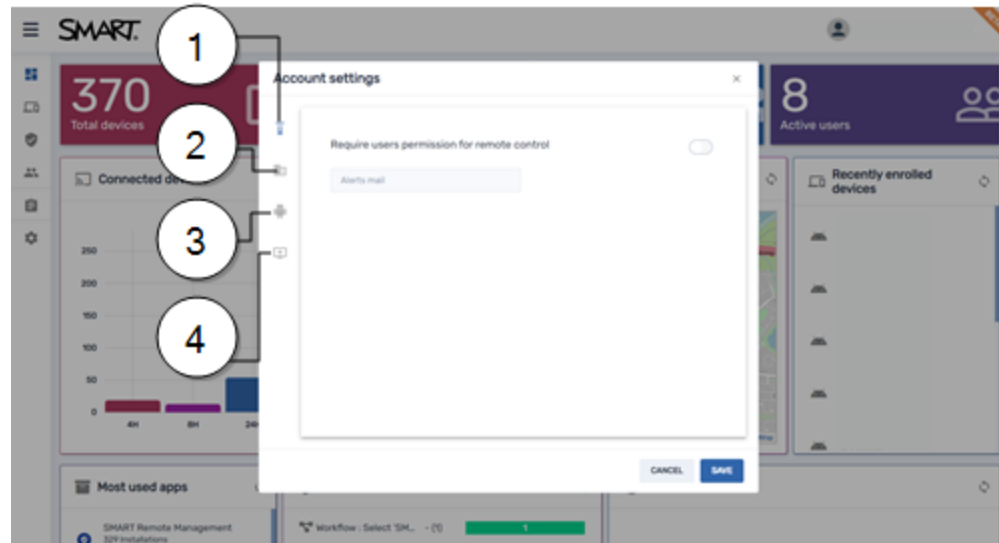 SMART.
1
370
Total devices
Account settings
8
Active users
2
Require users permission for remote control
Alerts mail
Connected de
Recently enrolled
devices
3
250
200
150
4
100
50
0
4H
8H
24H
CANCEL
SAVE
Most used apps
SMART Remote Management
329 Installations
Workflow : Select 'SM... - (1)
1